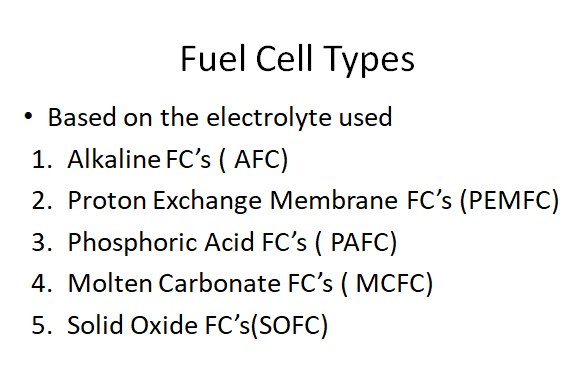 Fuel Cell Types
• Based on the electrolyte used
1. Alkaline FC’s ( AFC)
2. Proton Exchange Membrane FC’s (PEMFC)
3. Phosphoric Acid FC’s ( PAFC)
4. Molten Carbonate FC’s ( MCFC)
5. Solid Oxide FC’s(SOFC)